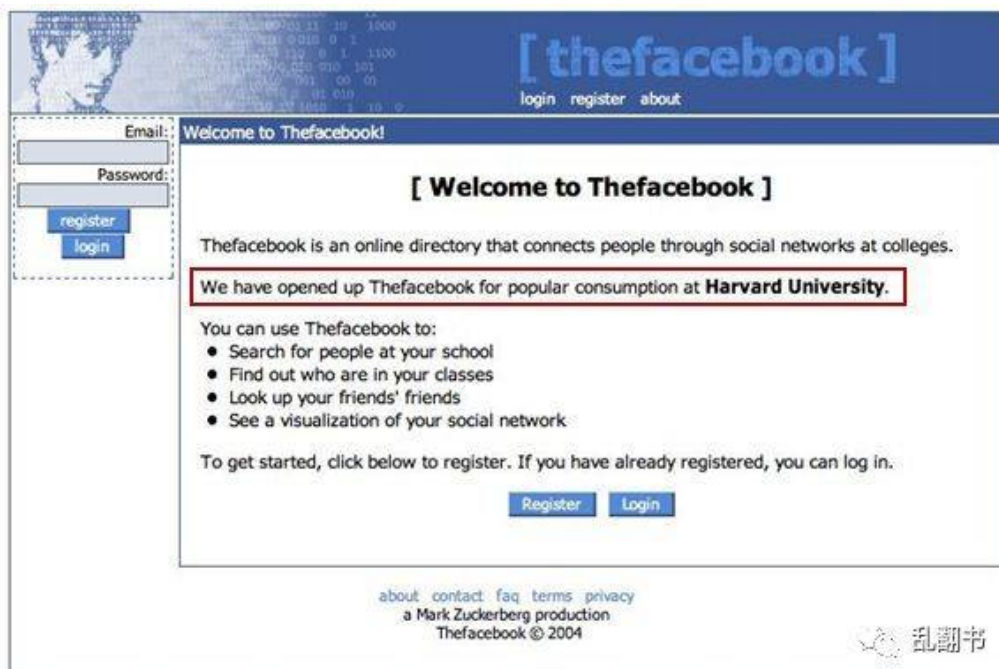 [thefacebook]
login register about
Email:
Password:
register
login
Welcome to Thefacebook!
[ Welcome to Thefacebook ]
Thefacebook is an online directory that connects people through social networks at colleges.
We have opened up Thefacebook for popular consumption at Harvard University.
You can use Thefacebook to:
• Search for people at your school
• Find out who are in your classes
• Look up your friends' friends
• See a visualization of your social network
To get started, click below to register. If you have already registered, you can log in.
Register Login
about contact faq terms privacy
a Mark Zuckerberg production
Thefacebook © 2004
乱翻书